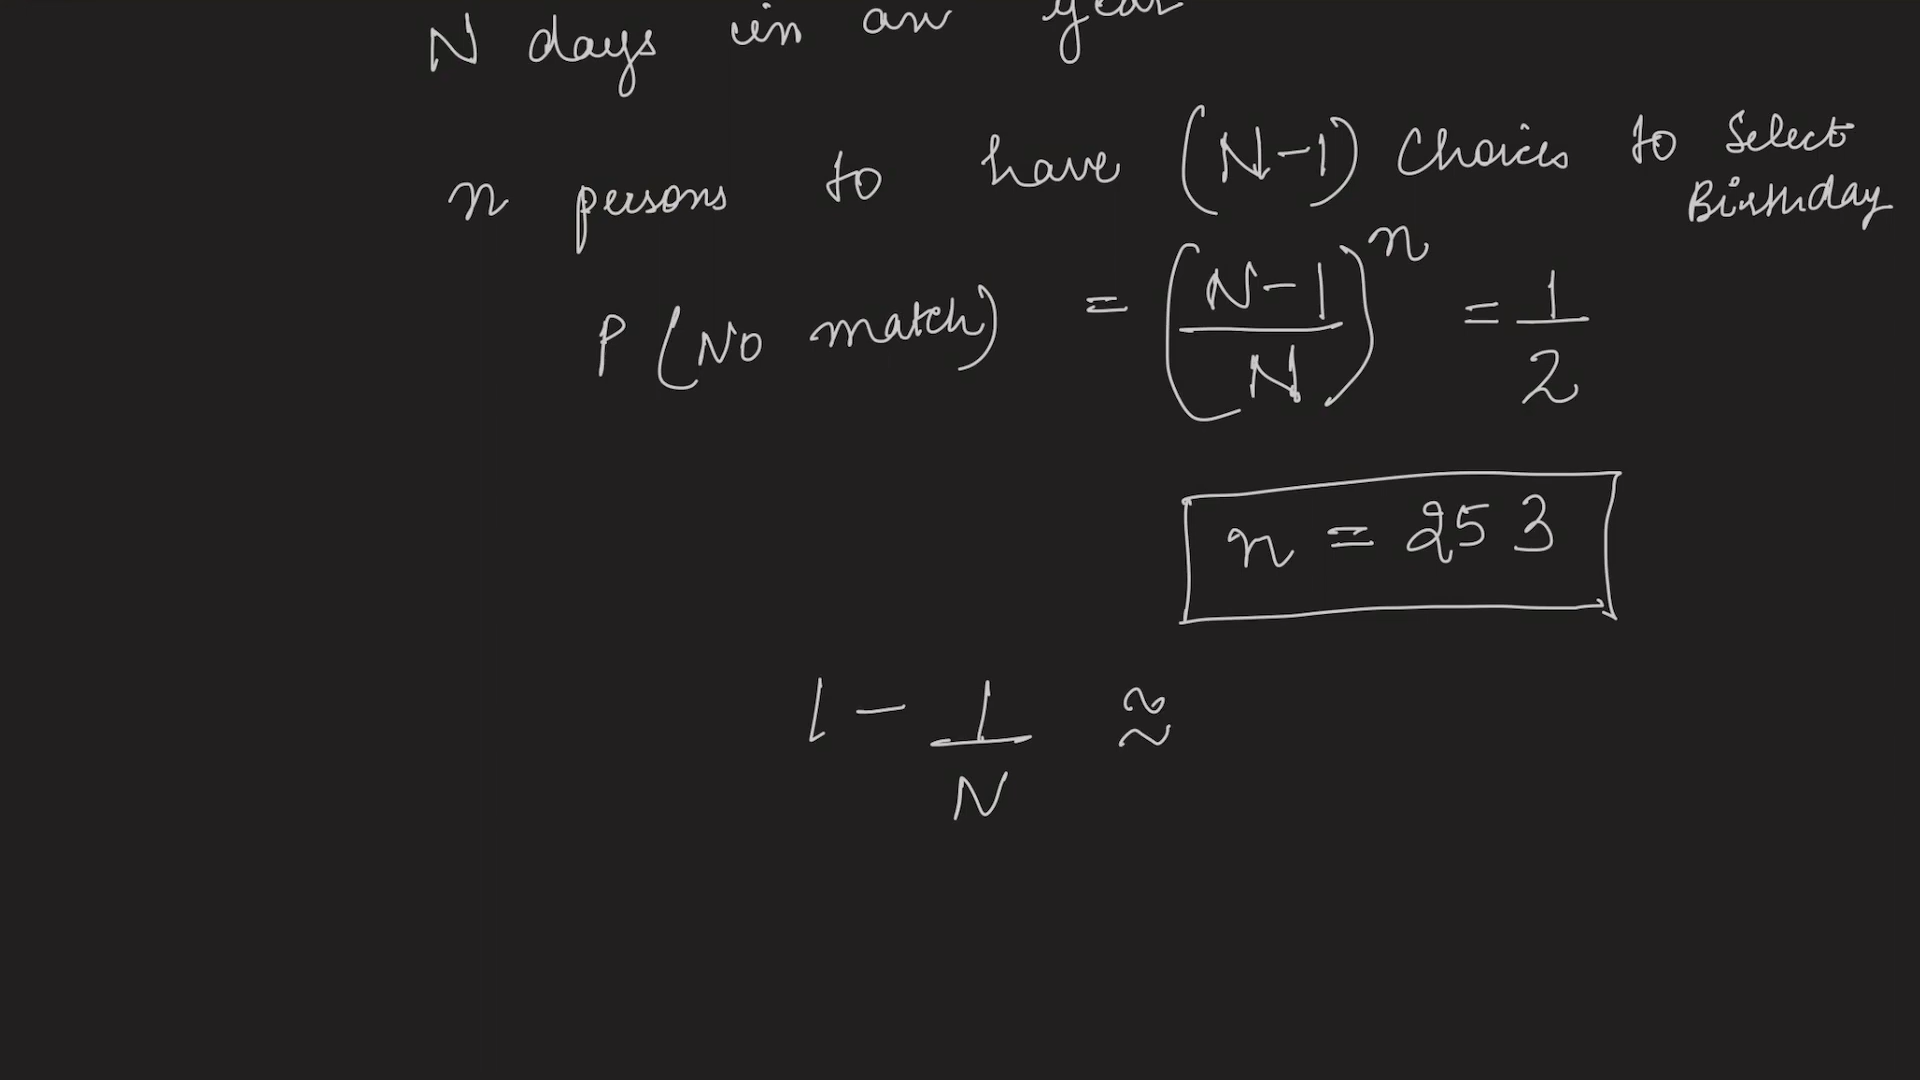 N days in an year
n persons to have (N-1) Choices to Select
Birthday
P (No match) = ((N-1)/N)^n = 1/2
n = 253
1 - 1/N ≈